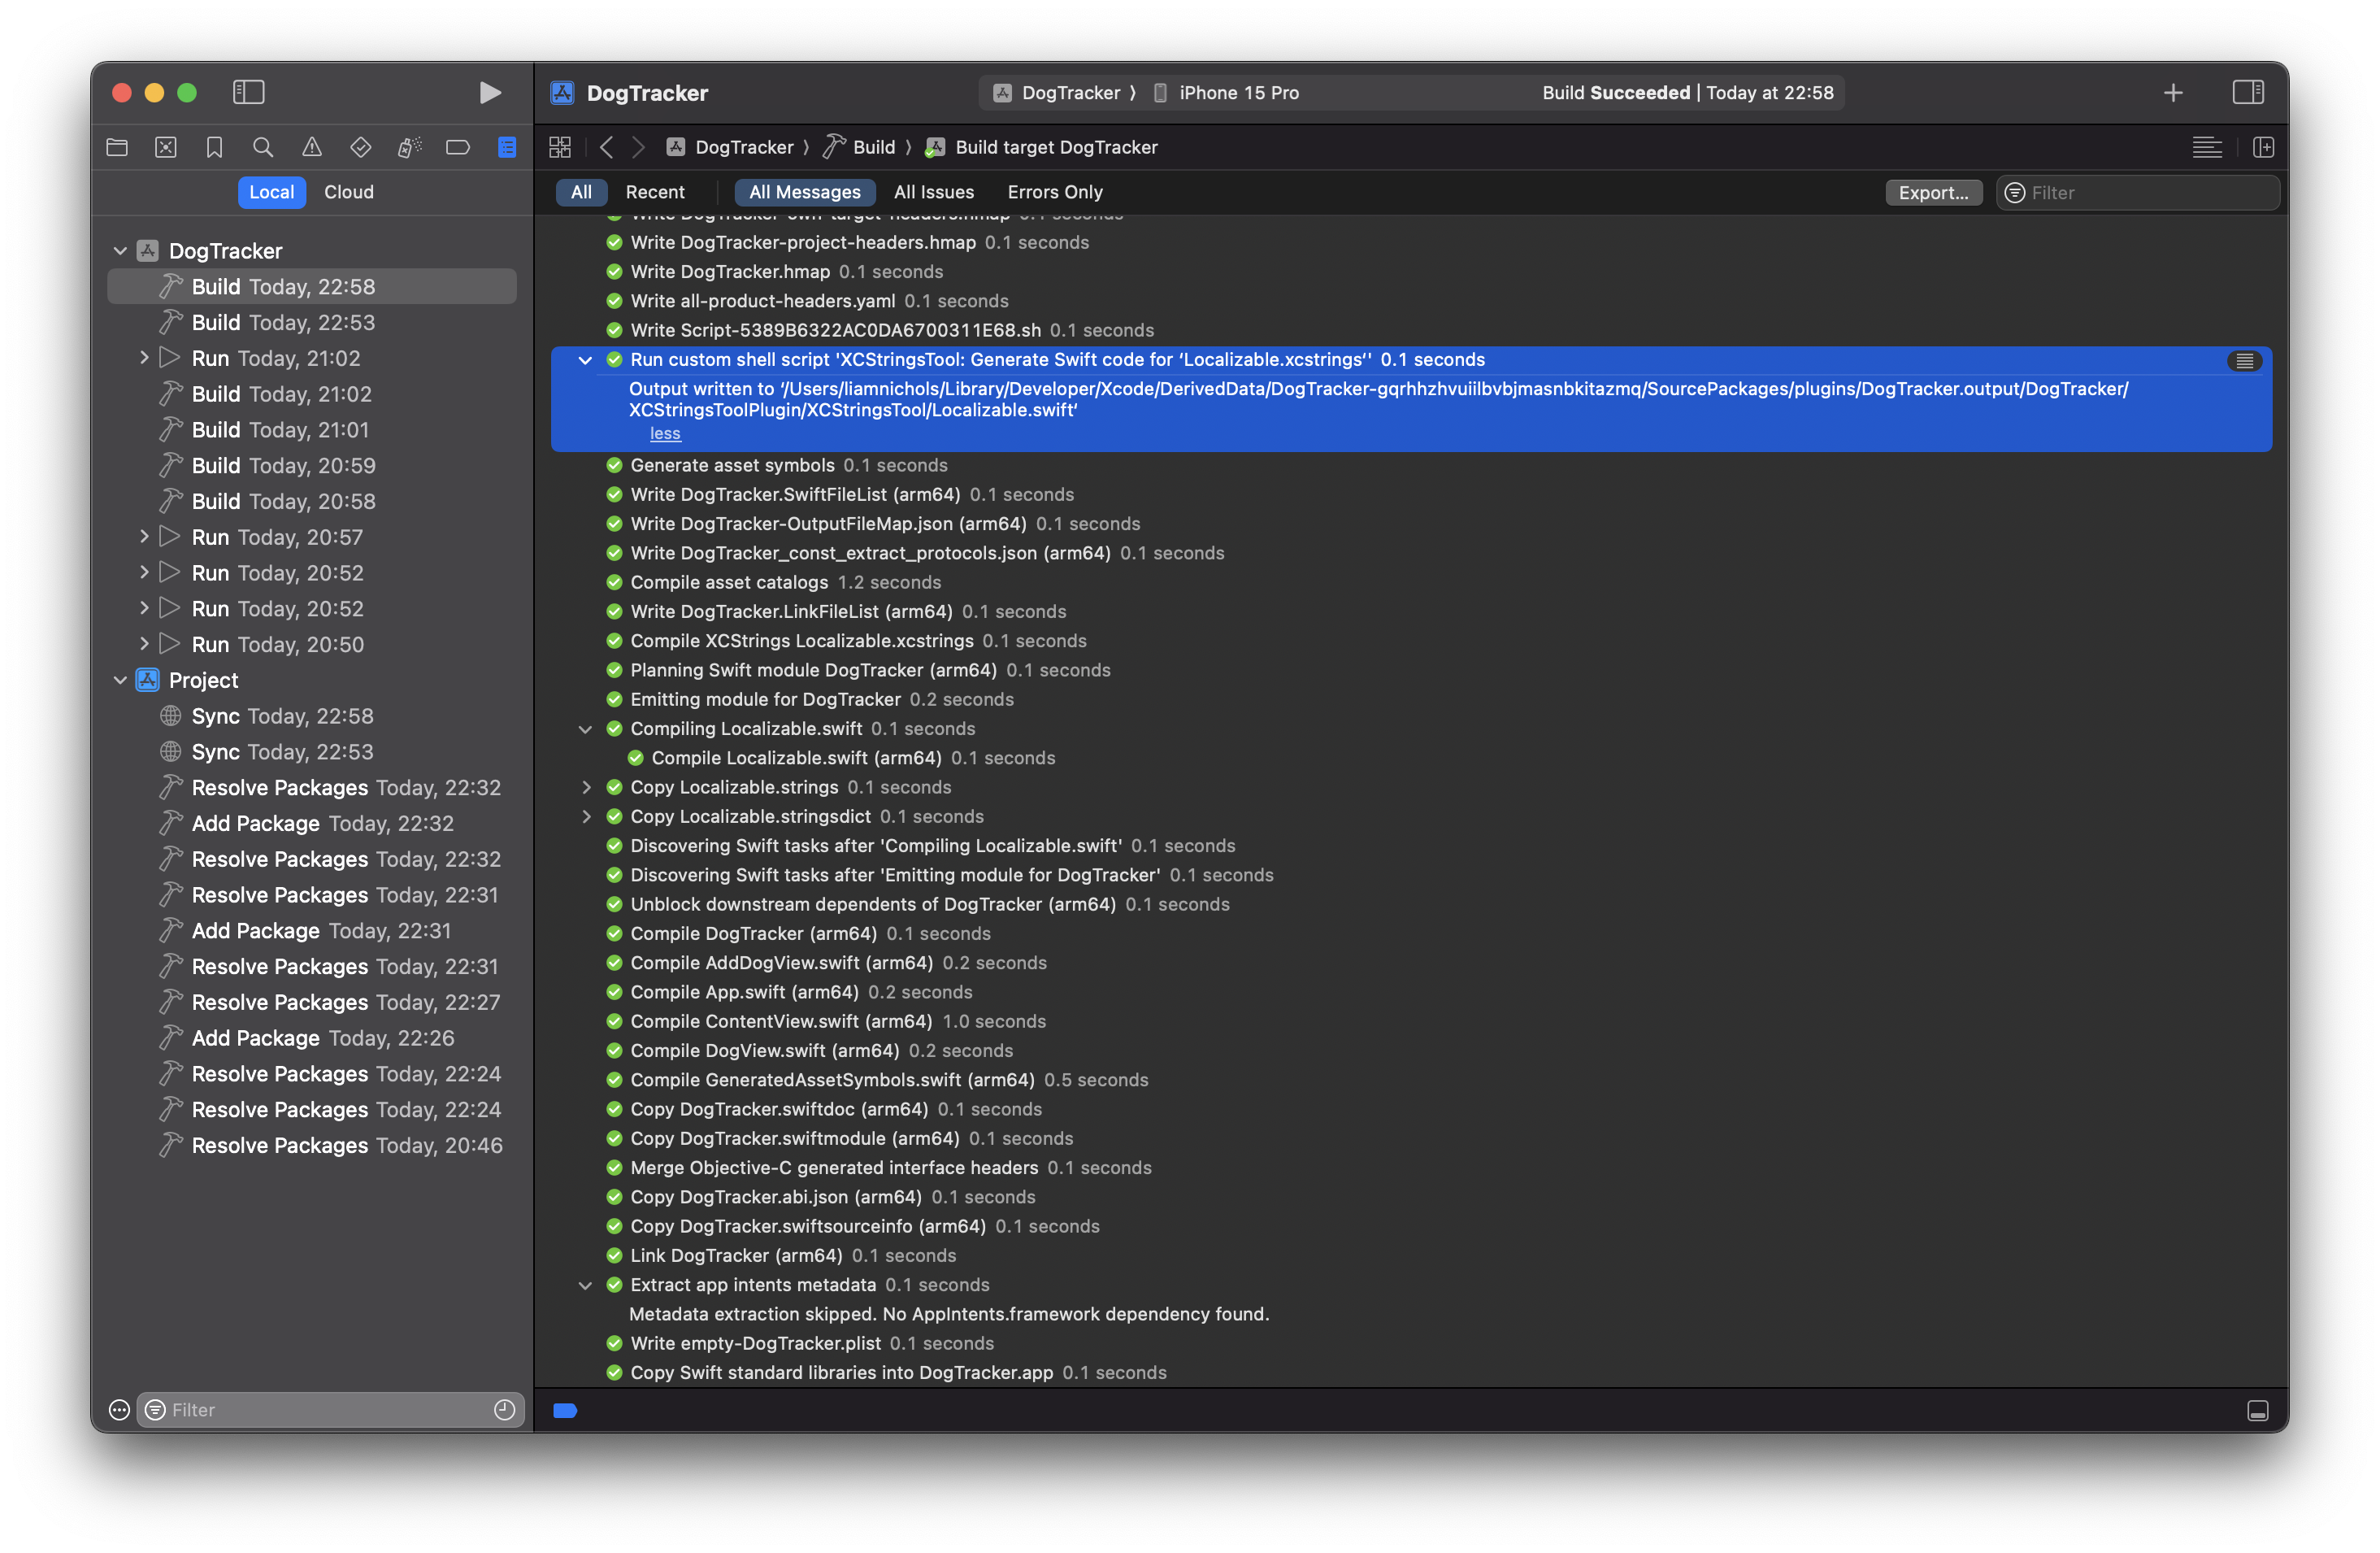 DogTracker
DogTracker ⟩ iPhone 15 Pro
Build Succeeded | Today at 22:58
DogTracker ⟩ Build ⟩ Build target DogTracker
Local
Cloud
All
Recent
All Messages
All Issues
Errors Only
Export...
Filter
DogTracker
Build Today, 22:58
Build Today, 22:53
Run Today, 21:02
Build Today, 21:02
Build Today, 21:01
Build Today, 20:59
Build Today, 20:58
Run Today, 20:57
Run Today, 20:52
Run Today, 20:52
Run Today, 20:50
Project
Sync Today, 22:58
Sync Today, 22:53
Resolve Packages Today, 22:32
Add Package Today, 22:32
Resolve Packages Today, 22:32
Resolve Packages Today, 22:31
Add Package Today, 22:31
Resolve Packages Today, 22:31
Resolve Packages Today, 22:27
Add Package Today, 22:26
Resolve Packages Today, 22:24
Resolve Packages Today, 22:24
Resolve Packages Today, 20:46
Filter
Write DogTracker-own-target-headers.hmap 0.1 seconds
Write DogTracker-project-headers.hmap 0.1 seconds
Write DogTracker.hmap 0.1 seconds
Write all-product-headers.yaml 0.1 seconds
Write Script-5389B6322AC0DA6700311E68.sh 0.1 seconds
Run custom shell script 'XCStringsTool: Generate Swift code for ‘Localizable.xcstrings‘' 0.1 seconds
Output written to ‘/Users/liamnichols/Library/Developer/Xcode/DerivedData/DogTracker-gqrhhzhvuiilbvbjmasnbkitazmq/SourcePackages/plugins/DogTracker.output/DogTracker/
XCStringsToolPlugin/XCStringsTool/Localizable.swift‘
less
Generate asset symbols 0.1 seconds
Write DogTracker.SwiftFileList (arm64) 0.1 seconds
Write DogTracker-OutputFileMap.json (arm64) 0.1 seconds
Write DogTracker_const_extract_protocols.json (arm64) 0.1 seconds
Compile asset catalogs 1.2 seconds
Write DogTracker.LinkFileList (arm64) 0.1 seconds
Compile XCStrings Localizable.xcstrings 0.1 seconds
Planning Swift module DogTracker (arm64) 0.1 seconds
Emitting module for DogTracker 0.2 seconds
Compiling Localizable.swift 0.1 seconds
Compile Localizable.swift (arm64) 0.1 seconds
Copy Localizable.strings 0.1 seconds
Copy Localizable.stringsdict 0.1 seconds
Discovering Swift tasks after 'Compiling Localizable.swift' 0.1 seconds
Discovering Swift tasks after 'Emitting module for DogTracker' 0.1 seconds
Unblock downstream dependents of DogTracker (arm64) 0.1 seconds
Compile DogTracker (arm64) 0.1 seconds
Compile AddDogView.swift (arm64) 0.2 seconds
Compile App.swift (arm64) 0.2 seconds
Compile ContentView.swift (arm64) 1.0 seconds
Compile DogView.swift (arm64) 0.2 seconds
Compile GeneratedAssetSymbols.swift (arm64) 0.5 seconds
Copy DogTracker.swiftdoc (arm64) 0.1 seconds
Copy DogTracker.swiftmodule (arm64) 0.1 seconds
Merge Objective-C generated interface headers 0.1 seconds
Copy DogTracker.abi.json (arm64) 0.1 seconds
Copy DogTracker.swiftsourceinfo (arm64) 0.1 seconds
Link DogTracker (arm64) 0.1 seconds
Extract app intents metadata 0.1 seconds
Metadata extraction skipped. No AppIntents.framework dependency found.
Write empty-DogTracker.plist 0.1 seconds
Copy Swift standard libraries into DogTracker.app 0.1 seconds